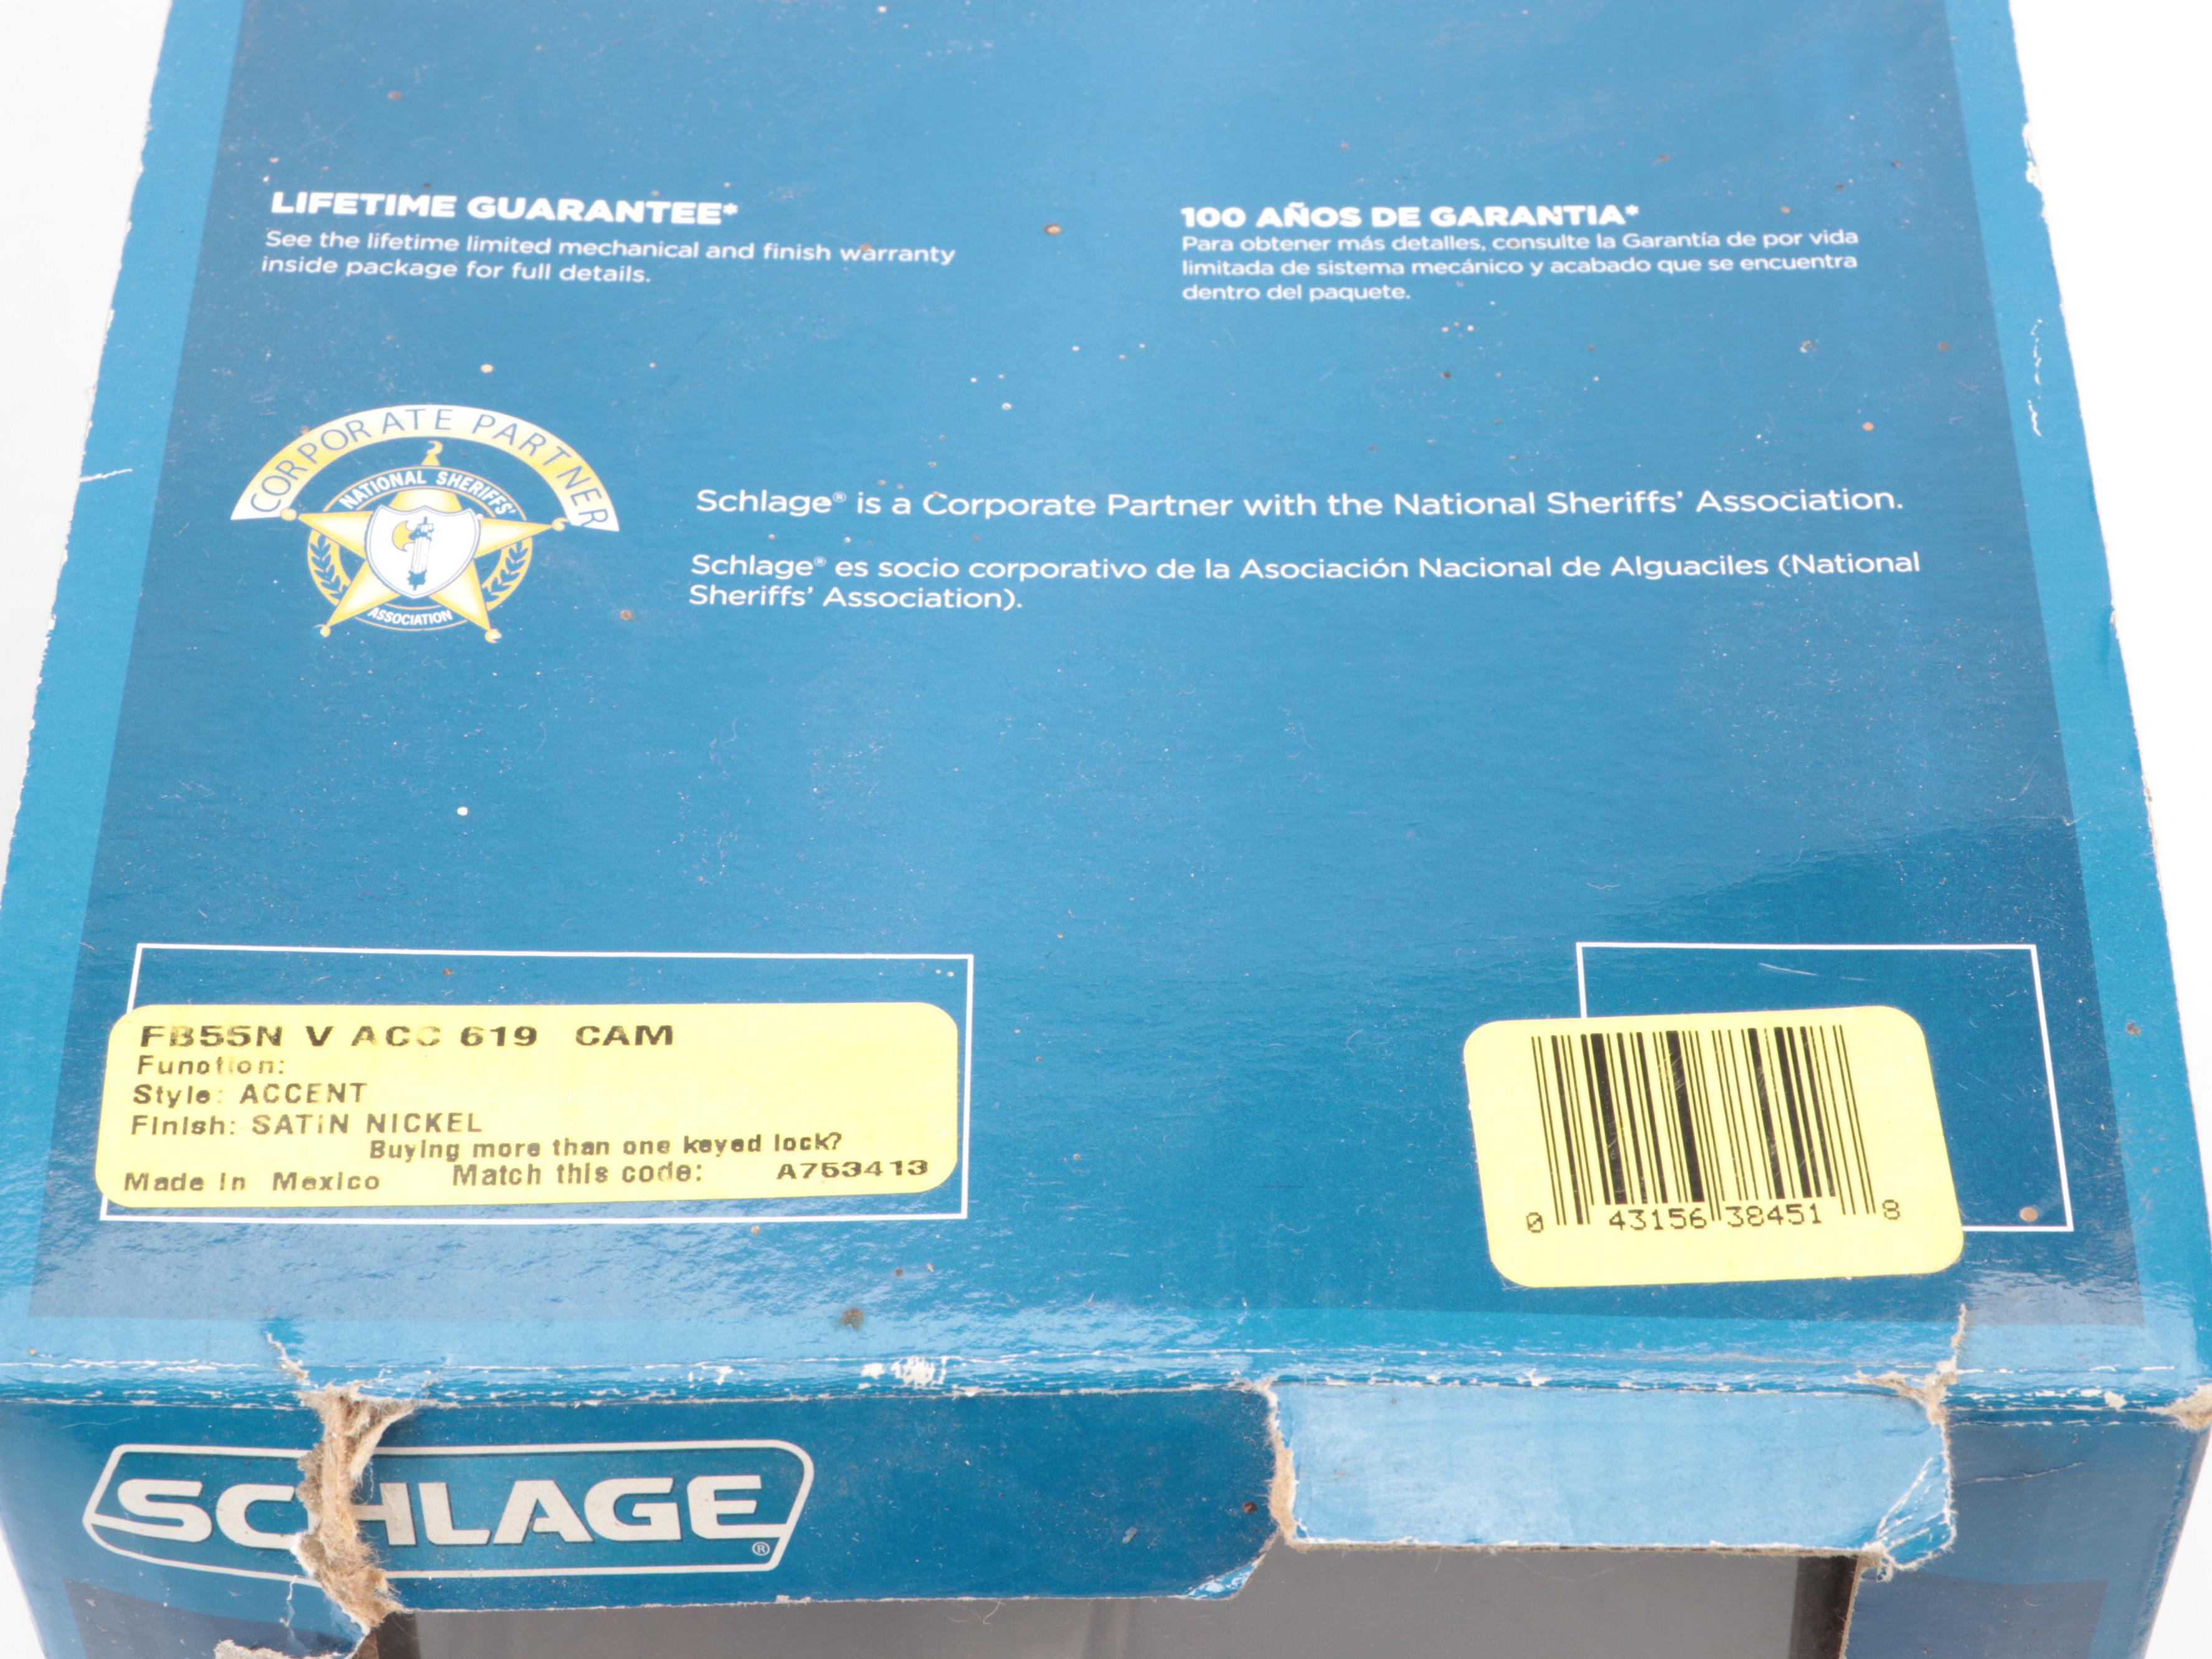 LIFETIME GUARANTEE*
See the lifetime limited mechanical and finish warranty
inside package for full details.
100 AÑOS DE GARANTIA*
Para obtener más detalles, consulte la Garantía de por vida
limitada de sistema mecánico y acabado que se encuentra
dentro del paquete.
CORPORATE PARTNER
NATIONAL SHERIFFS'
ASSOCIATION
Schlage® is a Corporate Partner with the National Sheriffs' Association.
Schlage® es socio corporativo de la Asociación Nacional de Alguaciles (National
Sheriffs' Association).
FB55N V ACC 619 CAM
Function:
Style: ACCENT
Finish: SATIN NICKEL
Buying more than one keyed lock?
Made in Mexico Match this code: A753413
0 43156 38451 8
SCHLAGE®